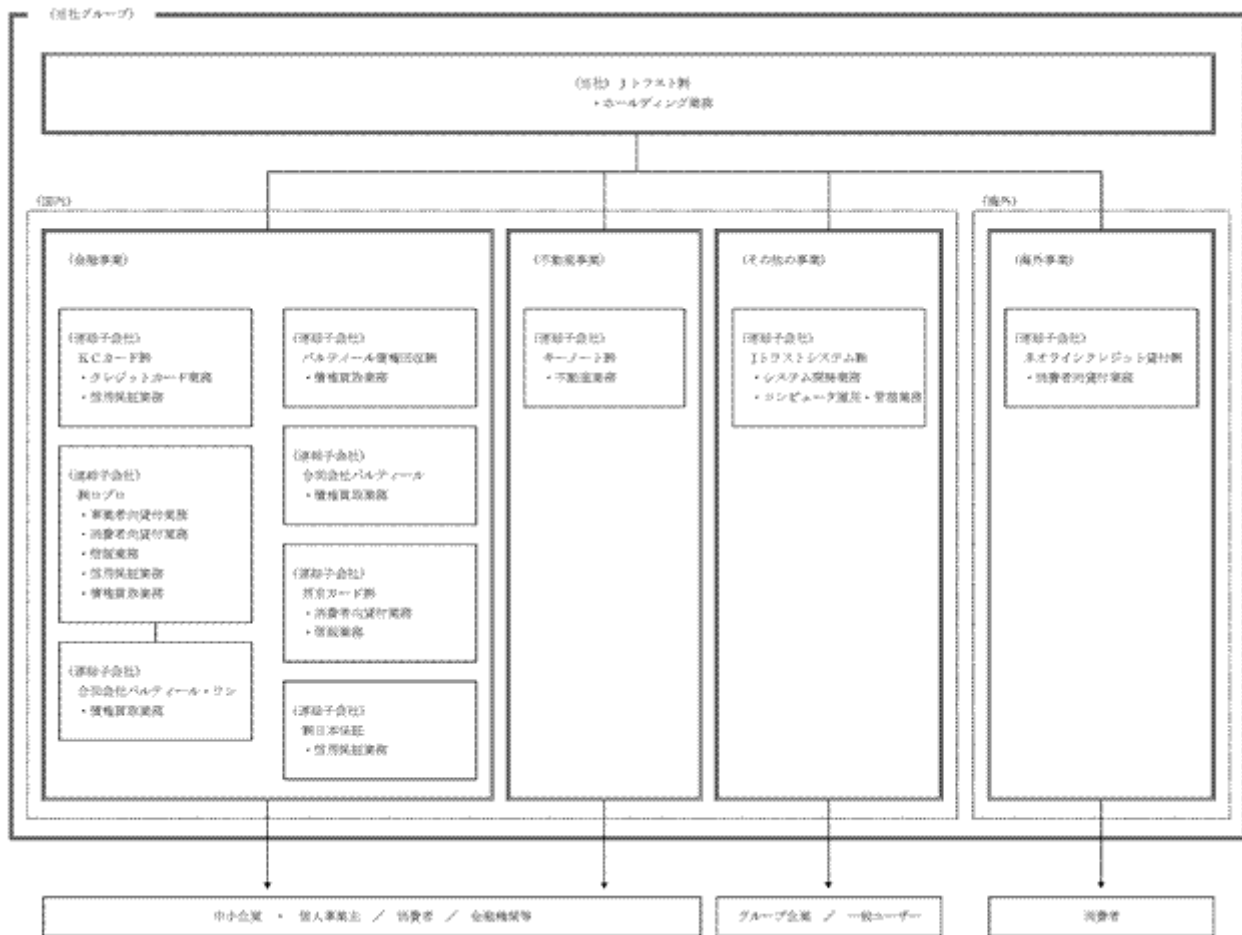 (当社グループ)
(当社) Jトラスト㈱
・ホールディング業務
(国内)
(海外)
(金融事業)
(連結子会社)
KCカード㈱
・クレジットカード業務
・信用保証業務
(連結子会社)
㈱ロプロ
・事業者向貸付業務
・消費者向貸付業務
・信販業務
・信用保証業務
・債権買取業務
(連結子会社)
合同会社パルティール・ワン
・債権買取業務
(連結子会社)
パルティール債権回収㈱
・債権買取業務
(連結子会社)
合同会社パルティール
・債権買取業務
(連結子会社)
西京カード㈱
・消費者向貸付業務
・信販業務
(連結子会社)
㈱日本保証
・信用保証業務
(不動産事業)
(連結子会社)
キーノート㈱
・不動産業務
(その他の事業)
(連結子会社)
Jトラストシステム㈱
・システム開発業務
・コンピュータ運用・管理業務
(海外事業)
(連結子会社)
ネオラインクレジット貸付㈱
・消費者向貸付業務
中小企業 ・ 個人事業主 / 消費者 / 金融機関等
グループ企業 / 一般ユーザー
消費者